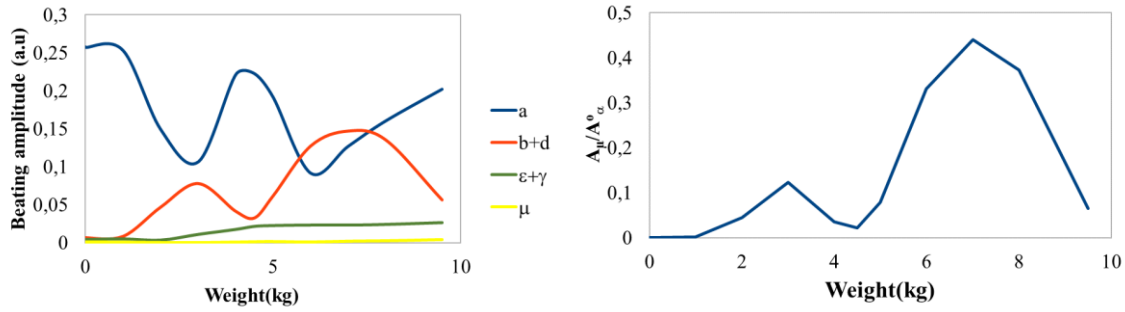 Beating amplitude (a.u)
0,3
0,25
0,2
0,15
0,1
0,05
0
0 5 10
Weight(kg)
a
b+d
ε+γ
μ
Aμ/A°α
0,5
0,4
0,3
0,2
0,1
0
0 2 4 6 8 10
Weight(kg)